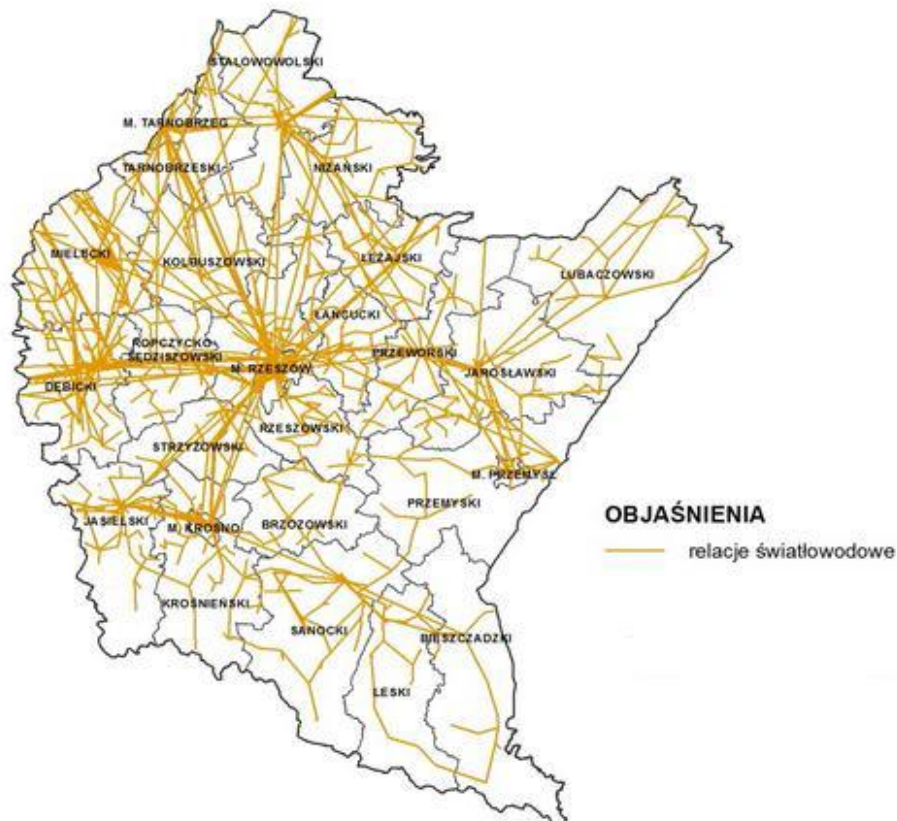 STALOWOWOLSKI
M. TARNOBRZEG
TARNOBRZESKI
NIŻAŃSKI
MIELECKI
KOLBUSZOWSKI
LEŻAJSKI
LUBACZOWSKI
ŁAŃCUCKI
ROPCZYCKO
SĘDZISZOWSKI
PRZEWORSKI
M. RZESZÓW
JAROSŁAWSKI
DĘBICKI
RZESZOWSKI
STRZYŻOWSKI
M. PRZEMYŚL
PRZEMYSKI
JASIELSKI
M. KROSNO
BRZOZOWSKI
OBJAŚNIENIA
relacje światłowodowe
KROŚNIEŃSKI
SANOCKI
BIESZCZADZKI
LESKI